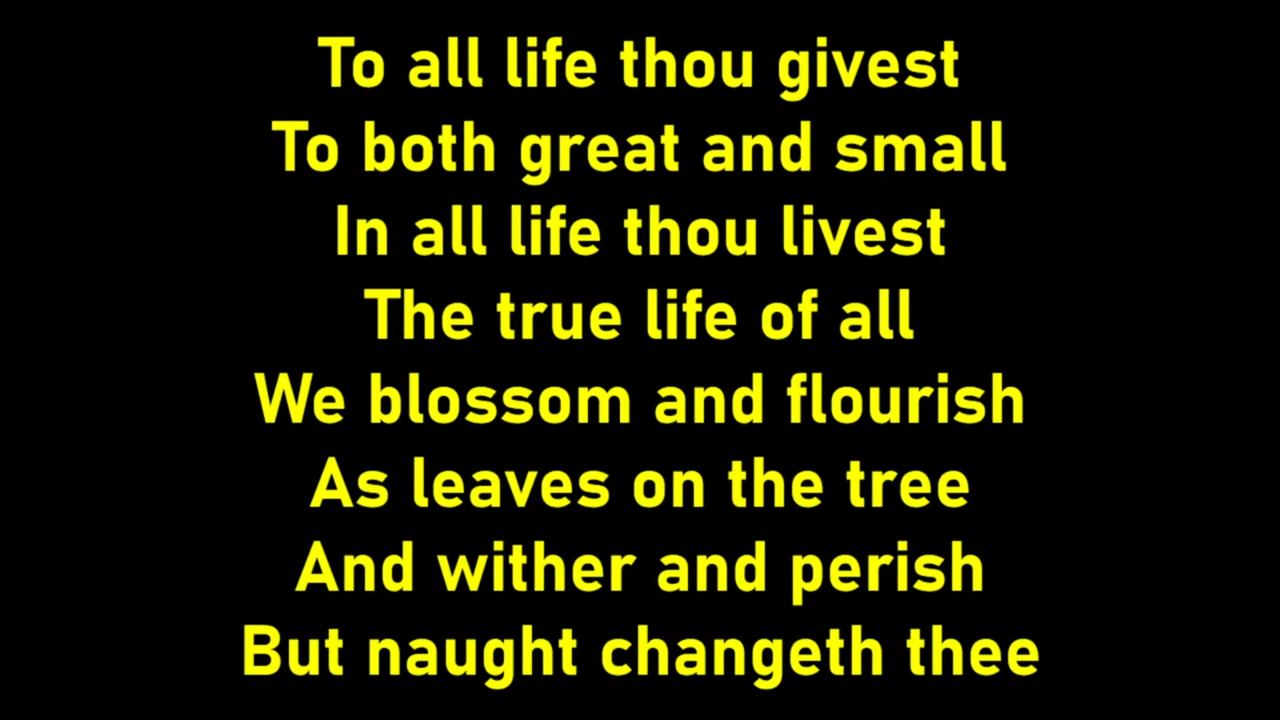 To all life thou givest
To both great and small
In all life thou livest
The true life of all
We blossom and flourish
As leaves on the tree
And wither and perish
But naught changeth thee